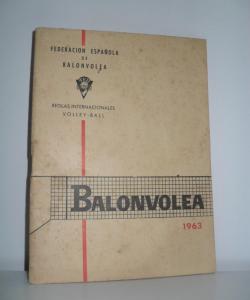 FEDERACION ESPAÑOLA
DE
BALONVOLEA
REGLAS INTERNACIONALES
VOLLEY-BALL
BALONVOLEA
1963